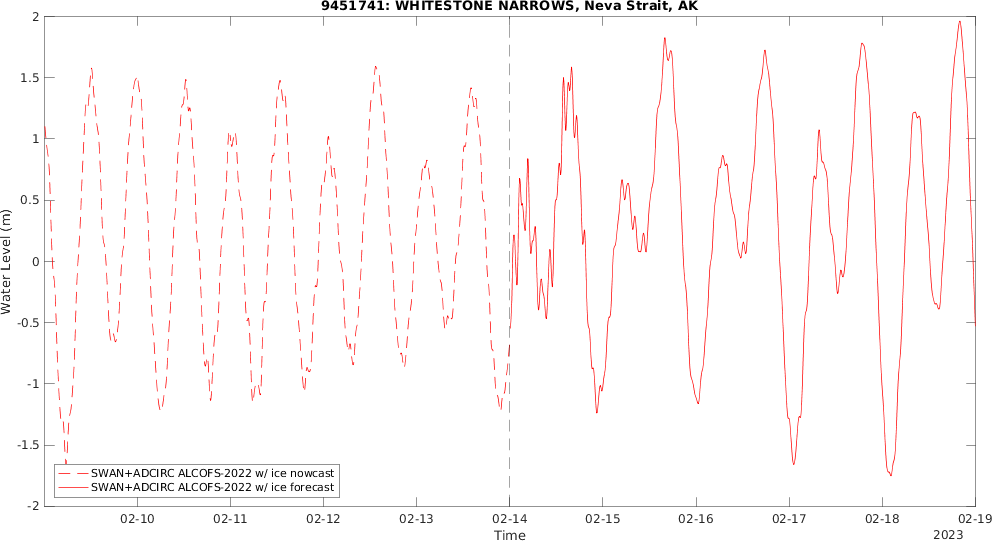 9451741: WHITESTONE NARROWS, Neva Strait, AK
Water Level (m)
2
1.5
1
0.5
0
-0.5
-1
-1.5
-2
SWAN+ADCIRC ALCOFS-2022 w/ ice nowcast
SWAN+ADCIRC ALCOFS-2022 w/ ice forecast
02-10 02-11 02-12 02-13 02-14 02-15 02-16 02-17 02-18 02-19
Time
2023